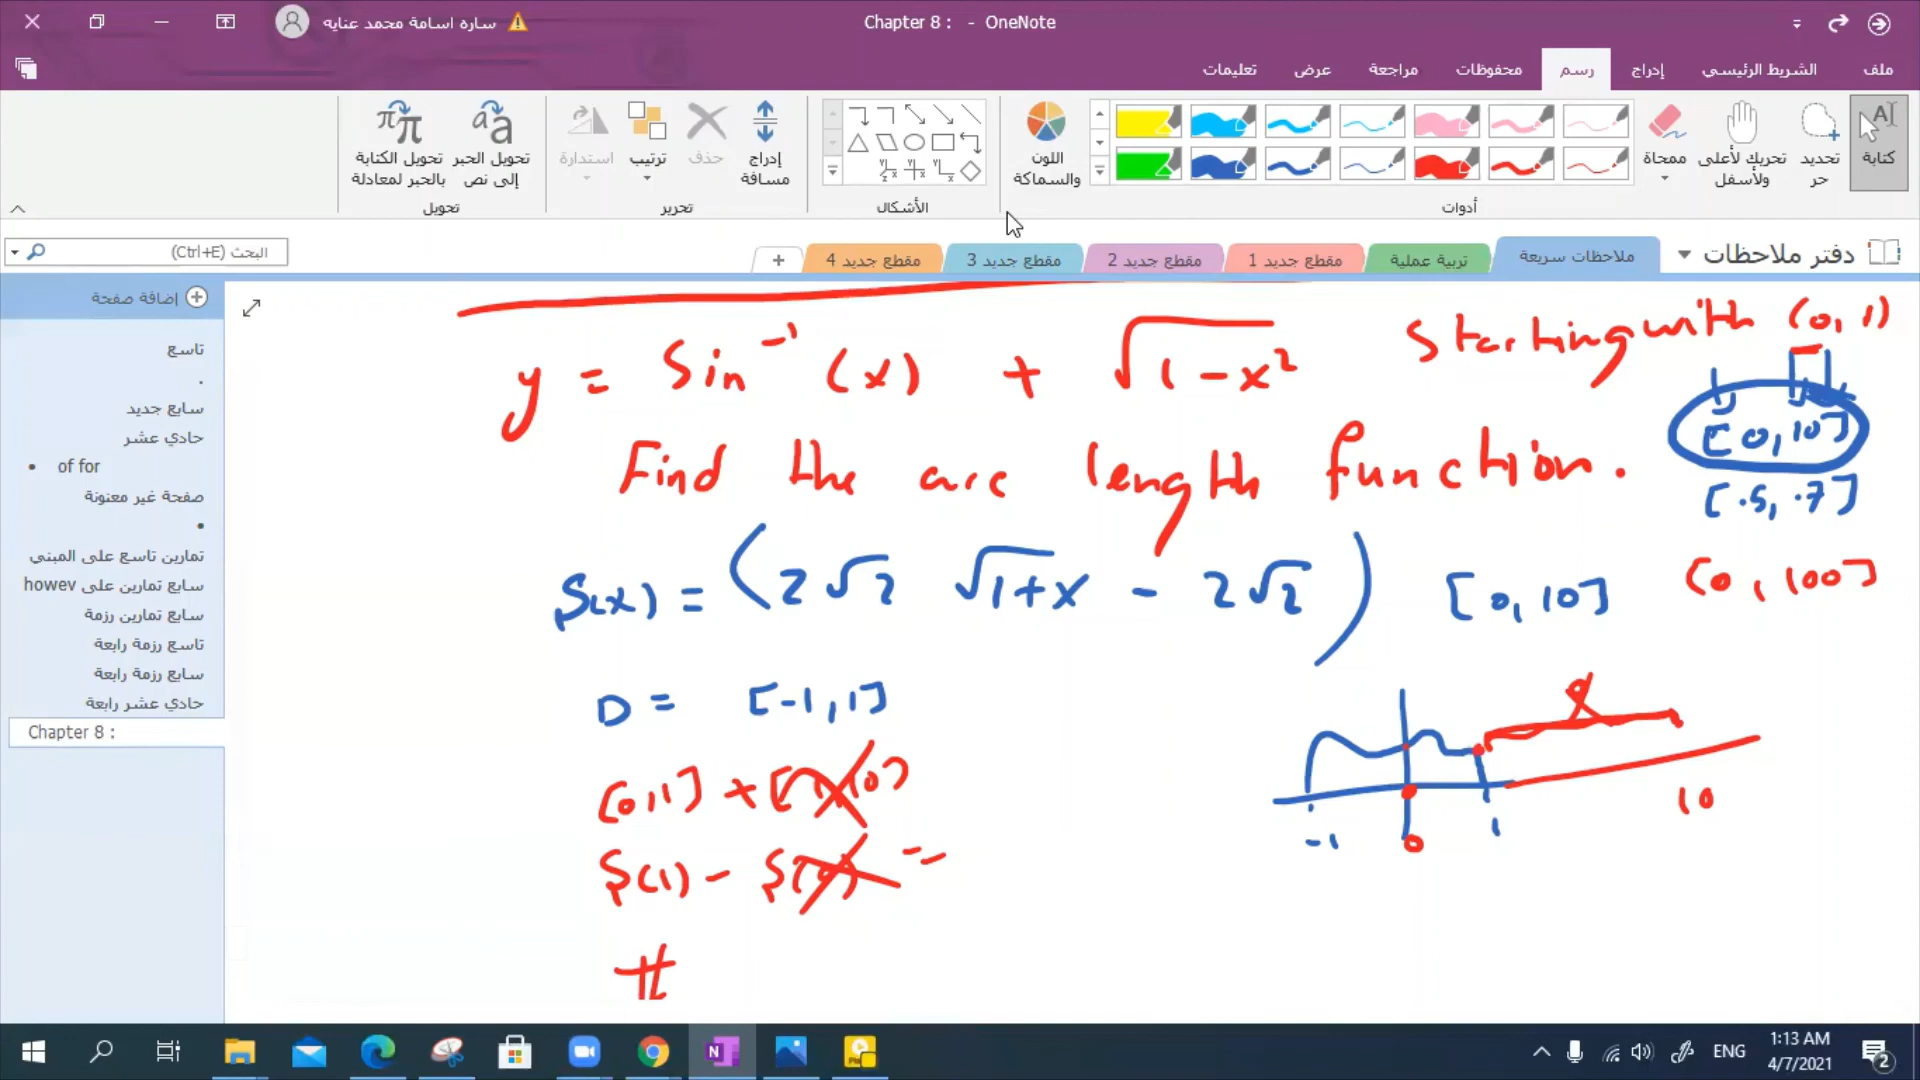 ساره اسامة محمد عنايه
Chapter 8 : - OneNote
ملف
الشريط الرئيسي
إدراج
رسم
محفوظات
مراجعة
عرض
تعليمات
كتابة
تحديد حر
تحريك لأعلى ولأسفل
ممحاة
أدوات
اللون والسماكة
الأشكال
إدراج مسافة
حذف
ترتيب
استدارة
تحرير
تحويل الحبر إلى نص
تحويل الكتابة بالحبر لمعادلة
تحويل
دفتر ملاحظات
ملاحظات سريعة
تربية عملية
مقطع جديد 1
مقطع جديد 2
مقطع جديد 3
مقطع جديد 4
+
البحث (Ctrl+E)
إضافة صفحة
تاسع
.
سابع جديد
حادي عشر
• of for
صفحة غير معنونة
•
تمارين تاسع على المبني
سابع تمارين على howev
سابع تمارين رزمة
تاسع رزمة رابعة
سابع رزمة رابعة
حادي عشر رابعة
Chapter 8 :
y = Sin⁻¹ (x) + √1-x² Starting with (0, 1)
[0, 10]
Find the arc length function.
[.5, .7]
S(x) = (2√2 √1+x - 2√2) [0, 10] [0, 100]
D = [-1, 1]
[0, 1] +
S(1) - =
-1 0 1 10
ENG
1:13 AM
4/7/2021
2